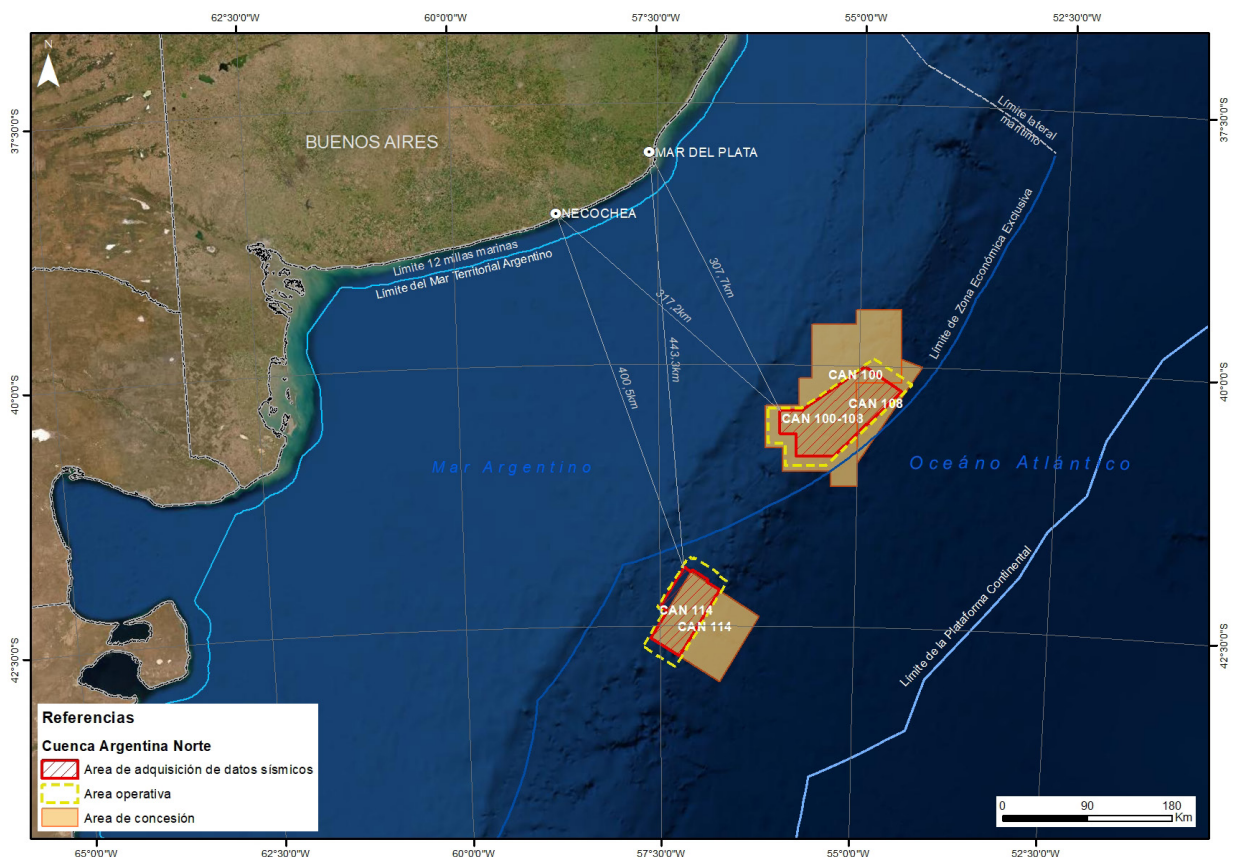 62°30'0"W
60°0'0"W
57°30'0"W
55°0'0"W
52°30'0"W
N
37°30'0"S
37°30'0"S
Límite lateral
marítimo
BUENOS AIRES
MAR DEL PLATA
NECOCHEA
Límite 12 millas marinas
Límite del Mar Territorial Argentino
307,7km
317,2km
443,3km
400,5km
Límite de Zona Económica Exclusiva
40°0'0"S
40°0'0"S
CAN 100
CAN 108
CAN 100-108
Mar Argentino
Oceáno Atlántico
CAN 114
CAN 114
Límite de la Plataforma Continental
42°30'0"S
42°30'0"S
Referencias
Cuenca Argentina Norte
Area de adquisición de datos sísmicos
Area operativa
Area de concesión
0 90 180
Km
65°0'0"W
62°30'0"W
60°0'0"W
57°30'0"W
55°0'0"W
52°30'0"W